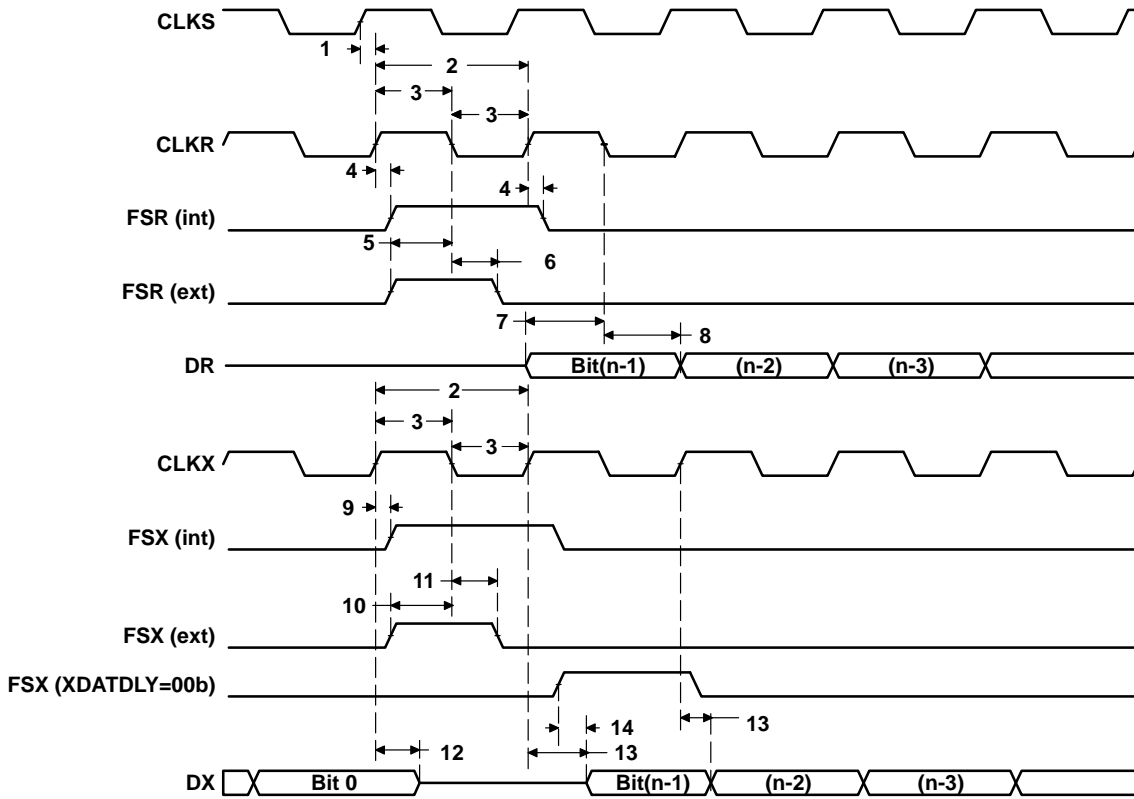 CLKS
1
2
3
3
CLKR
4
4
FSR (int)
5
6
FSR (ext)
7
8
DR
Bit(n-1)
(n-2)
(n-3)
2
3
3
CLKX
9
FSX (int)
11
10
FSX (ext)
FSX (XDATDLY=00b)
14
13
12
13
DX
Bit 0
Bit(n-1)
(n-2)
(n-3)